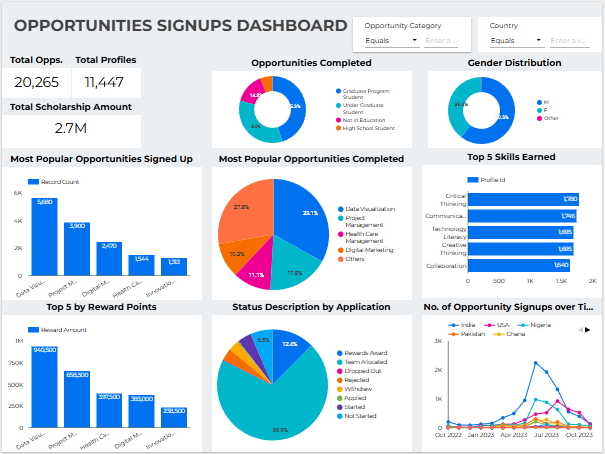 OPPORTUNITIES SIGNUPS DASHBOARD
Opportunity Category
Equals
Enter a ...
Country
Equals
Enter a v...
Total Opps.
Total Profiles
20,265
11,447
Total Scholarship Amount
2.7M
Opportunities Completed
Graduate Program
Student
Under Graduate
Student
Not in Education
High School Student
Gender Distribution
M
F
Other
Most Popular Opportunities Signed Up
Record Count
6K
4K
2K
0
5,680
3,900
2,470
1,544
1,313
Data Visu...
Project M...
Digital M...
Health Ca...
Innovatio...
Most Popular Opportunities Completed
33.1%
17.8%
11.1%
10.2%
27.8%
Data Visualization
Project
Management
Health Care
Management
Digital Marketing
Others
Top 5 Skills Earned
Profile Id
Critical
Thinking
1,780
Communica...
1,746
Technology
Literacy
1,695
Creative
Thinking
1,695
Collaboration
1,640
0
500
1K
1.5K
2K
Top 5 by Reward Points
Reward Amount
1M
750K
500K
250K
0
940,500
658,500
397,500
383,000
238,500
Data Visu...
Project M...
Health Ca...
Digital M...
Innovatio...
Status Description by Application
Rewards Award
Team Allocated
Dropped Out
Rejected
Withdraw
Applied
Started
Not Started
No. of Opportunity Signups over Ti...
India
USA
Nigeria
Pakistan
Ghana
3K
2K
1K
0
Oct 2022
Jan 2023
Apr 2023
Jul 2023
Oct 2023